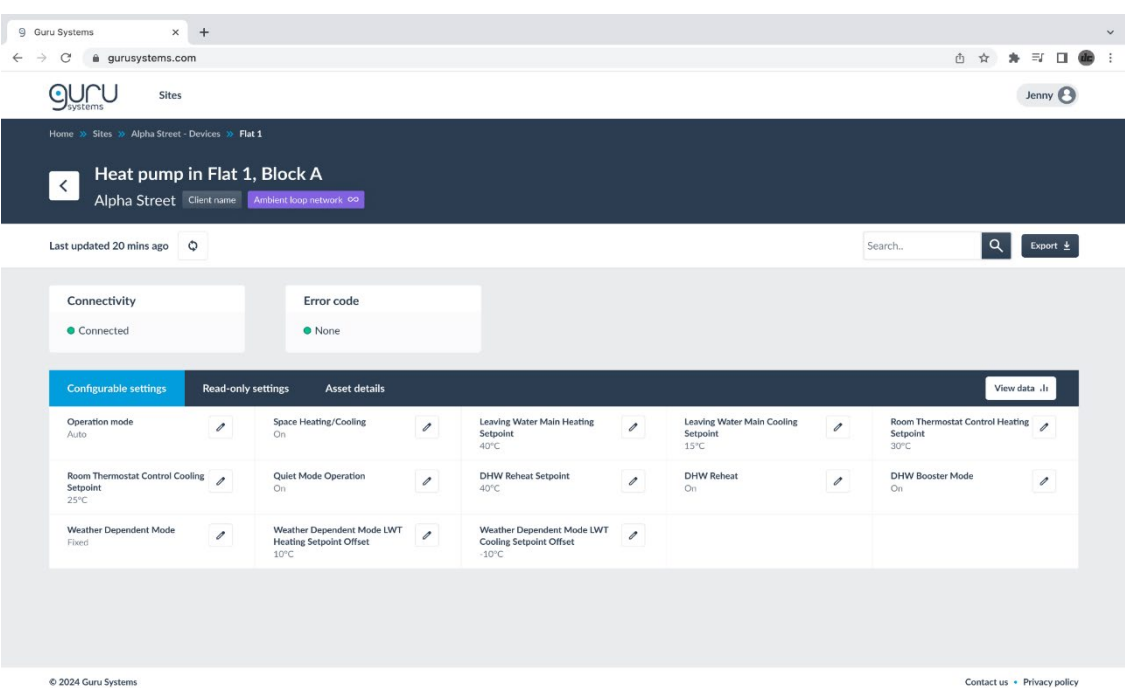 Guru Systems
gurusystems.com
guru
systems
Sites
Jenny
Home » Sites » Alpha Street - Devices » Flat 1
Heat pump in Flat 1, Block A
Alpha Street Client name Ambient loop network
Last updated 20 mins ago
Search..
Export
Connectivity
Connected
Error code
None
Configurable settings Read-only settings Asset details View data
Operation mode
Auto
Space Heating/Cooling
On
Leaving Water Main Heating
Setpoint
40°C
Leaving Water Main Cooling
Setpoint
15°C
Room Thermostat Control Heating
Setpoint
30°C
Room Thermostat Control Cooling
Setpoint
25°C
Quiet Mode Operation
On
DHW Reheat Setpoint
40°C
DHW Reheat
On
DHW Booster Mode
On
Weather Dependent Mode
Fixed
Weather Dependent Mode LWT
Heating Setpoint Offset
10°C
Weather Dependent Mode LWT
Cooling Setpoint Offset
-10°C
© 2024 Guru Systems
Contact us • Privacy policy